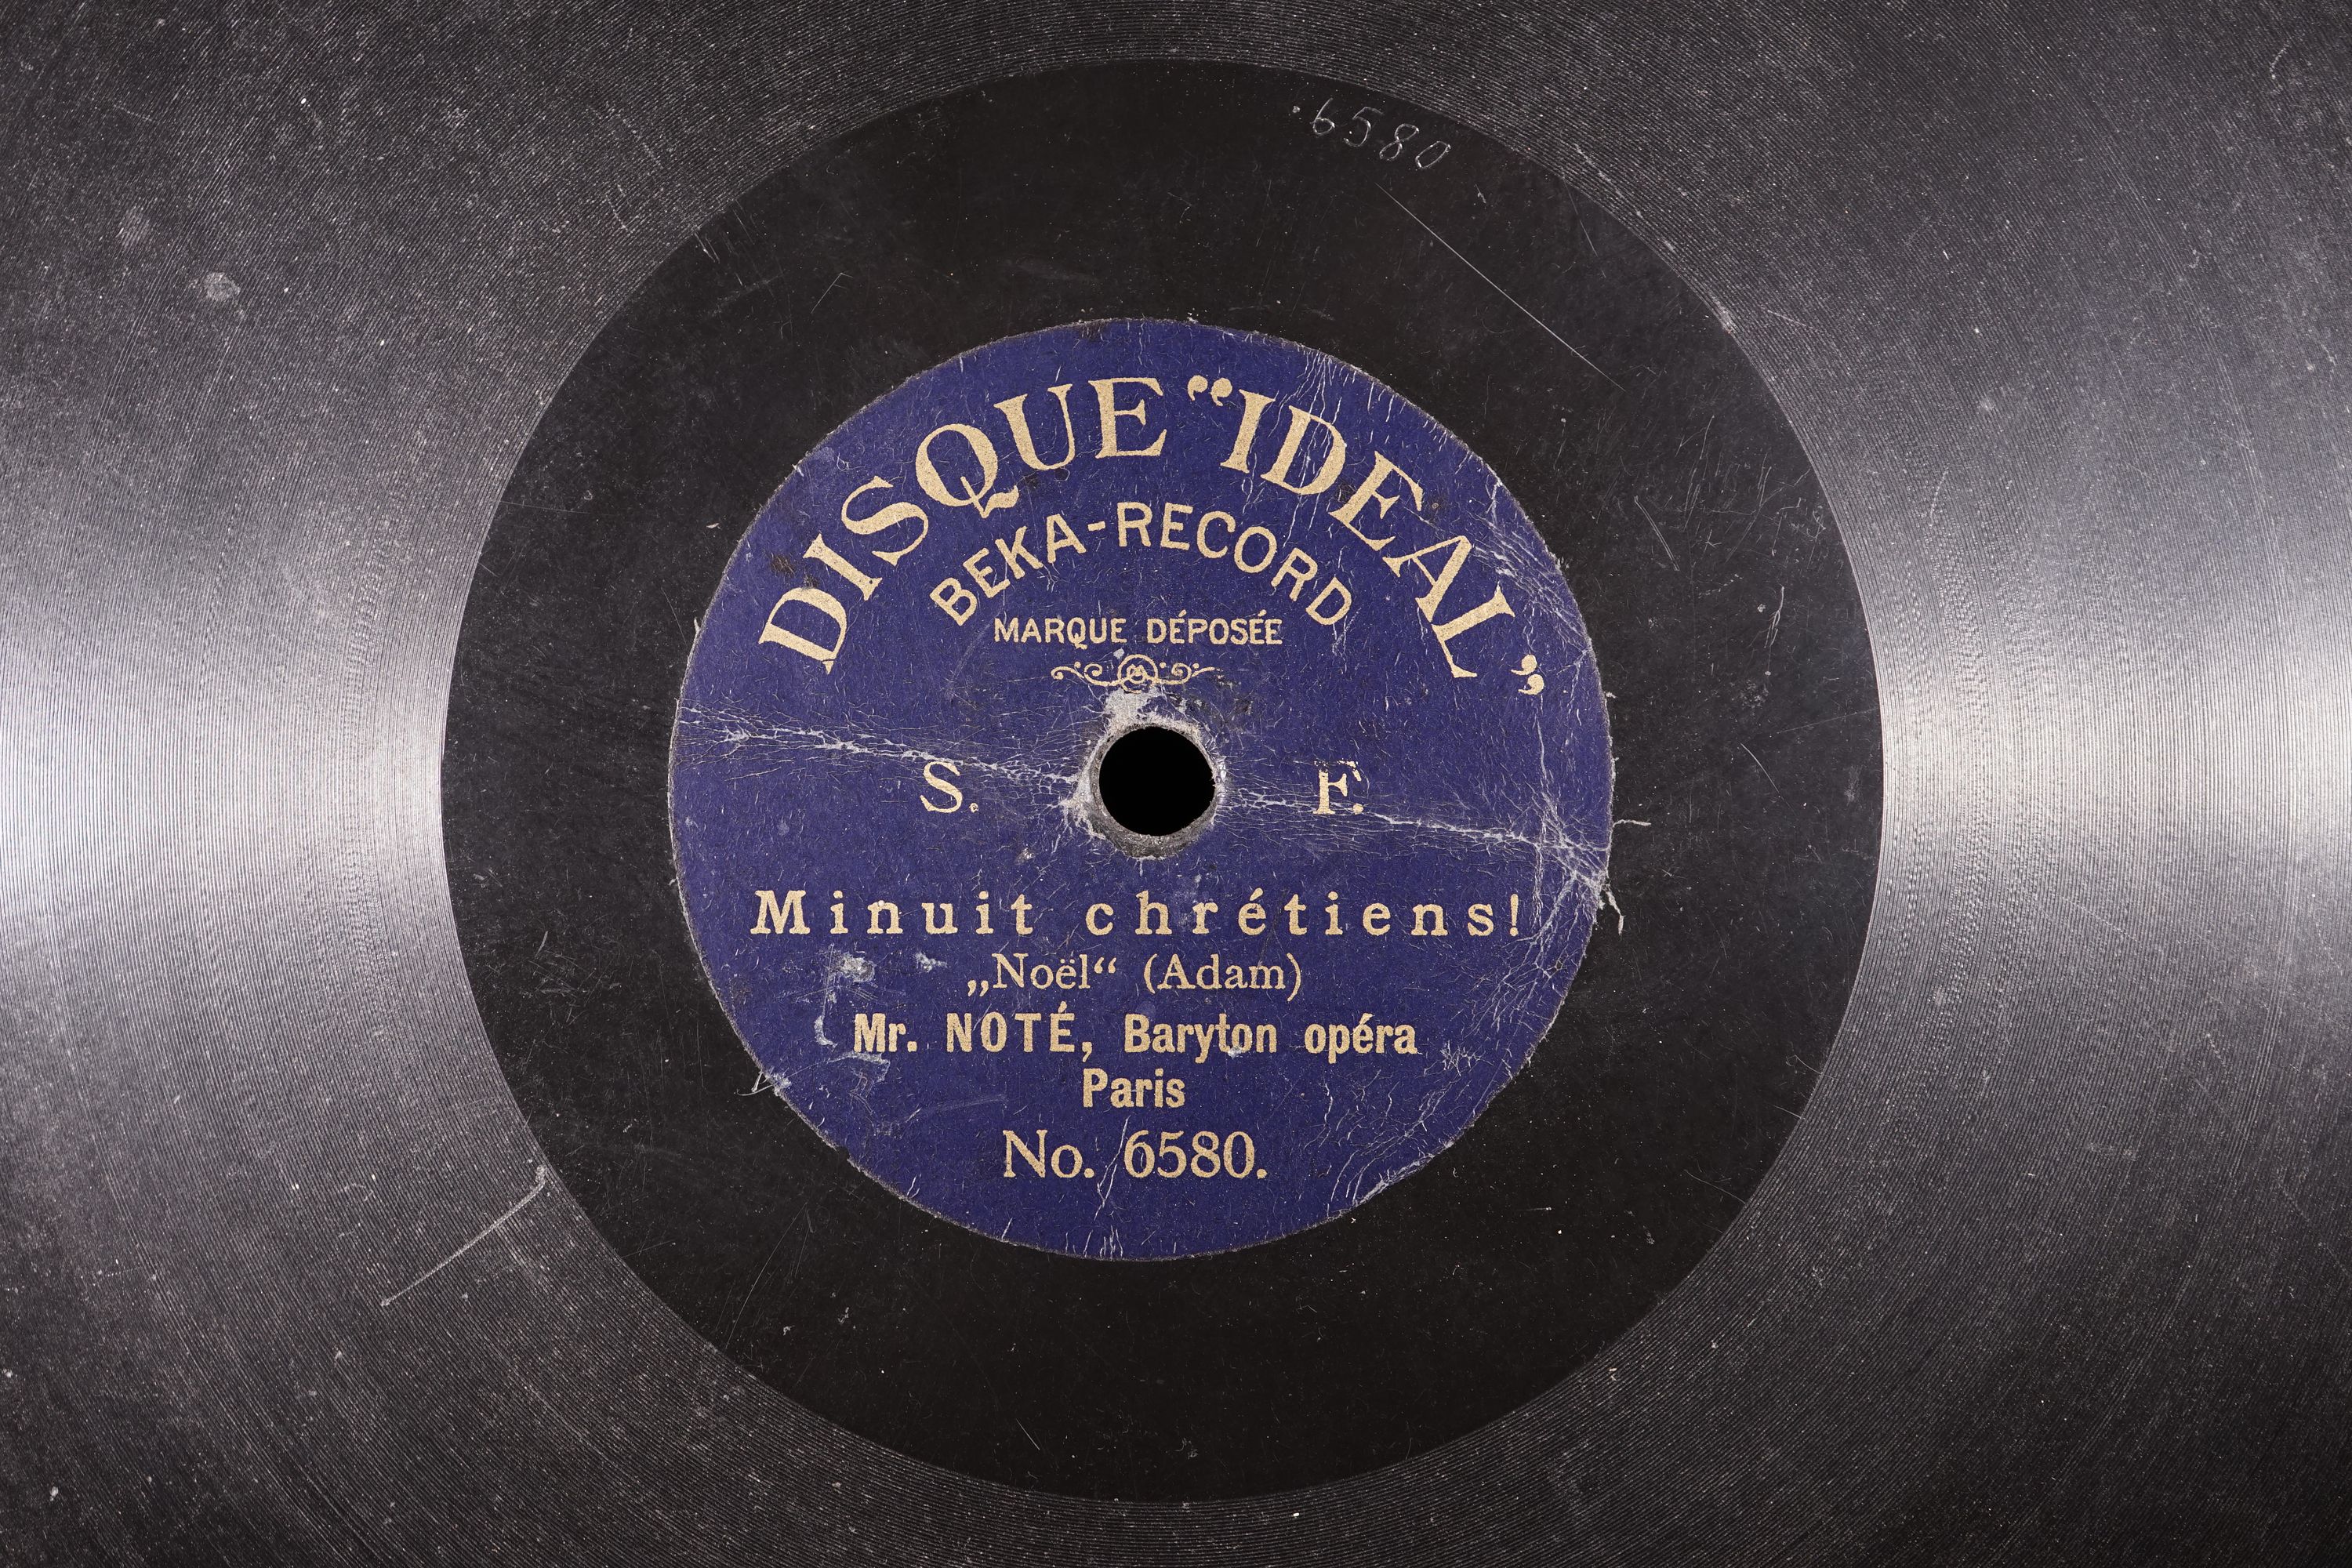 6580
DISQUE “IDEAL”
BEKA-RECORD
MARQUE DÉPOSÉE
S. F.
Minuit chrétiens!
„Noël“ (Adam)
Mr. NOTÉ, Baryton opéra
Paris
No. 6580.